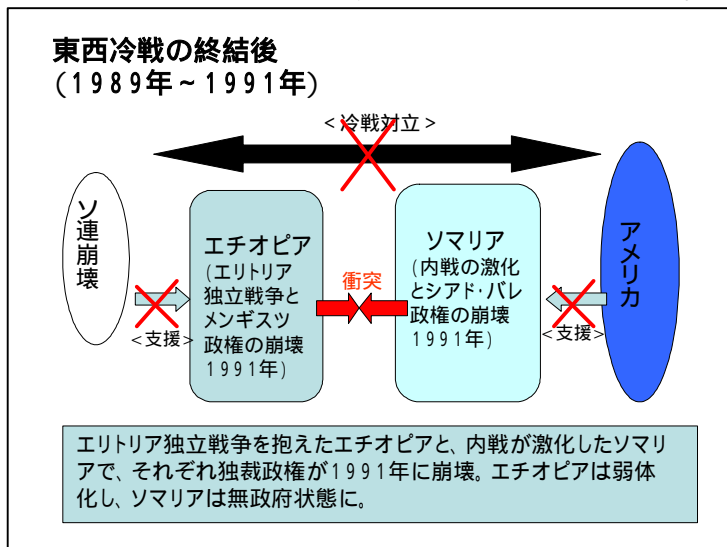 東西冷戦の終結後
(1989年~1991年)
<冷戦対立>
ソ連崩壊
エチオピア
(エリトリア
独立戦争と
メンギスツ
政権の崩壊
1991年)
ソマリア
(内戦の激化
とシアド・バレ
政権の崩壊
1991年)
アメリカ
衝突
<支援>
<支援>
エリトリア独立戦争を抱えたエチオピアと、内戦が激化したソマリ
アで、それぞれ独裁政権が1991年に崩壊。エチオピアは弱体
化し、ソマリアは無政府状態に。